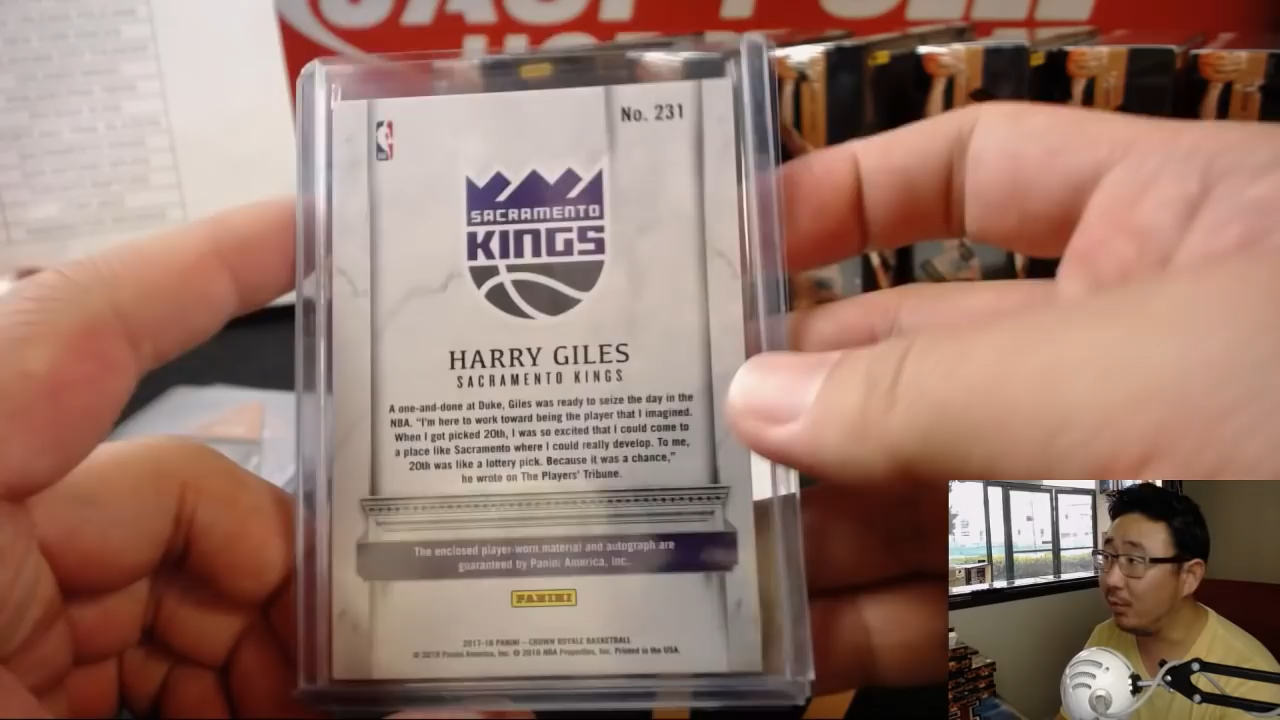 No. 231
SACRAMENTO
KINGS
HARRY GILES
SACRAMENTO KINGS
A one-and-done at Duke, Giles was ready to seize the day in the
NBA. "I'm here to work toward being the player that I imagined.
When I got picked 20th, I was so excited that I could come to
a place like Sacramento where I could really develop. To me,
20th was like a lottery pick. Because it was a chance,"
he wrote on The Players' Tribune.
The enclosed player-worn material and autograph are
guaranteed by Panini America, Inc.
PANINI
2017-18 PANINI – CROWN ROYALE BASKETBALL
© 2018 Panini America, Inc. © 2018 NBA Properties, Inc. Printed in the USA.